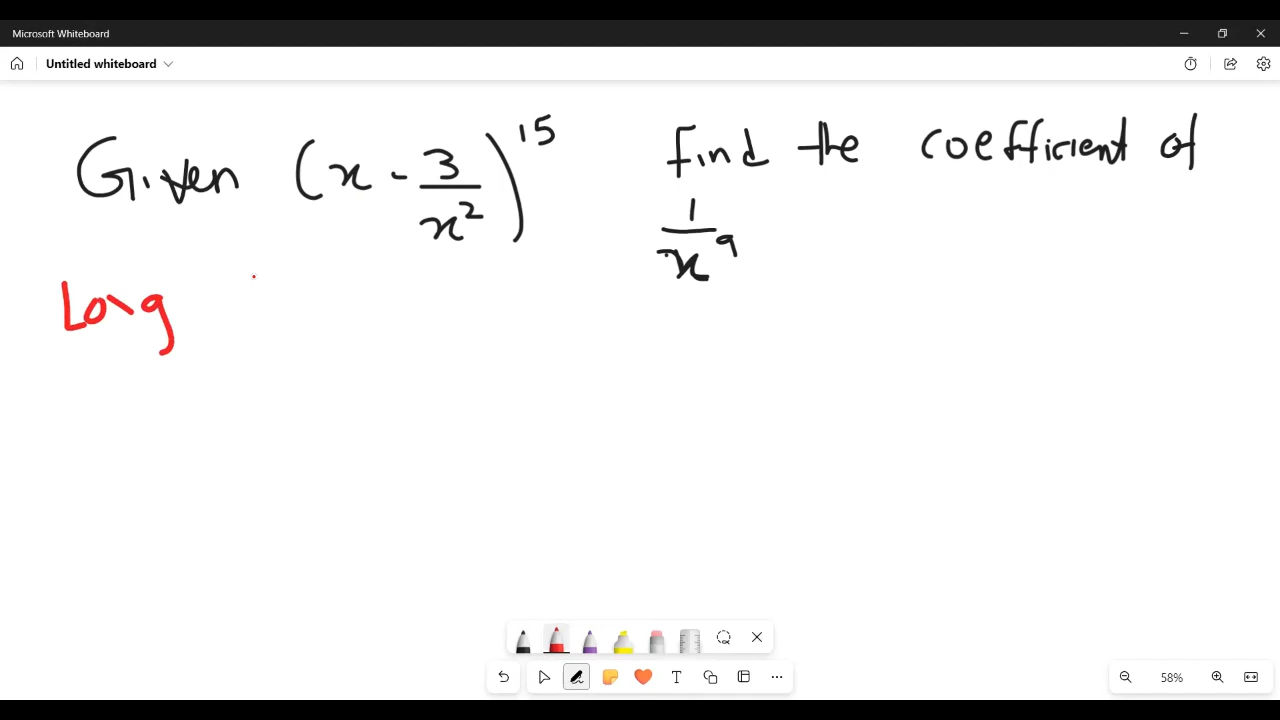 Microsoft Whiteboard
Untitled whiteboard
Given (x - 3/x²)¹⁵ find the coefficient of
1/x⁹
Long
58%